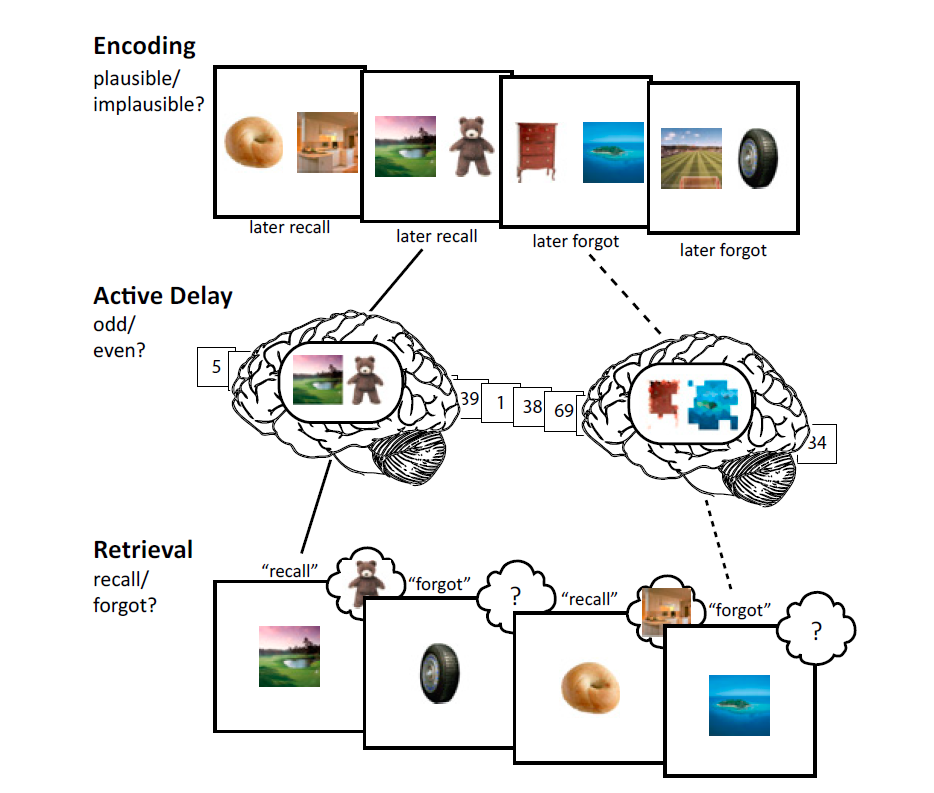 Encoding
plausible/
implausible?
later recall
later recall
later forgot
later forgot
Active Delay
odd/
even?
5
39
1
38
69
34
Retrieval
recall/
forgot?
“recall”
“forgot”
?
“recall”
“forgot”
?